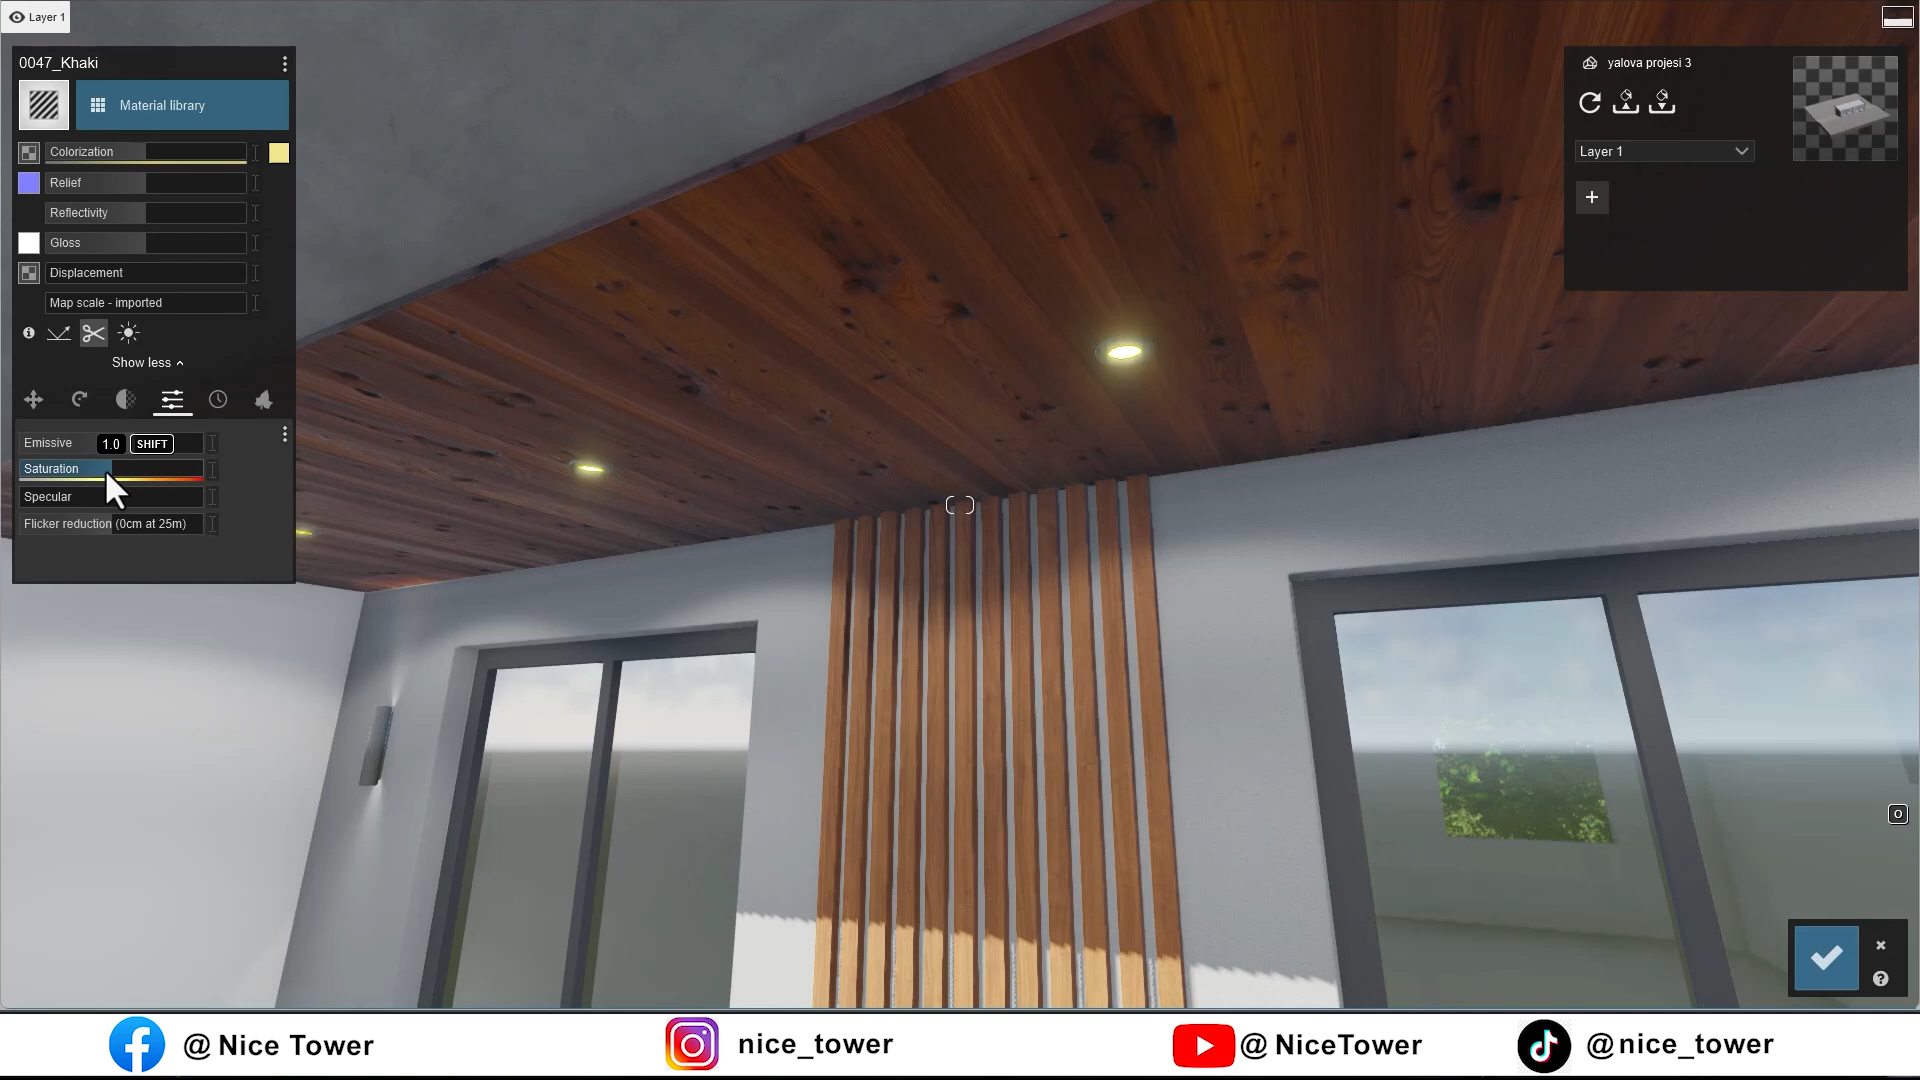 Layer 1
0047_Khaki
Material library
Colorization
Relief
Reflectivity
Gloss
Displacement
Map scale - imported
Show less
Emissive 1.0 SHIFT
Saturation
Specular
Flicker reduction (0cm at 25m)
yalova projesi 3
Layer 1
O
@ Nice Tower
nice_tower
@ NiceTower
@nice_tower